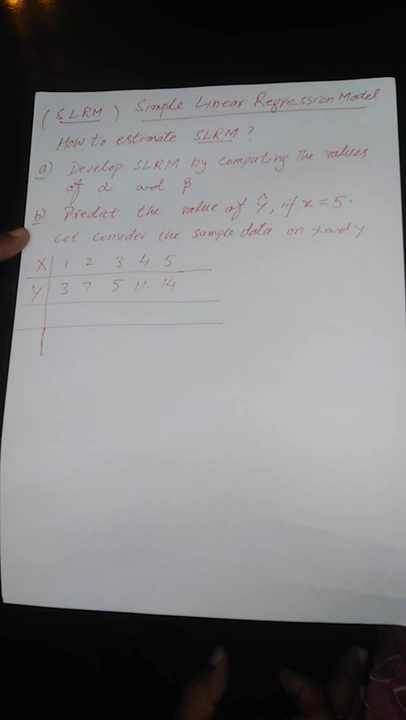 (SLRM) Simple Linear Regression Model
How to estimate SLRM?
a) Develop SLRM by computing The values
of α and β
b) Predict the value of ŷ, if x = 5.
Let Consider the sample data on x and y
X | 1 2 3 4 5
Y | 3 7 5 11 14